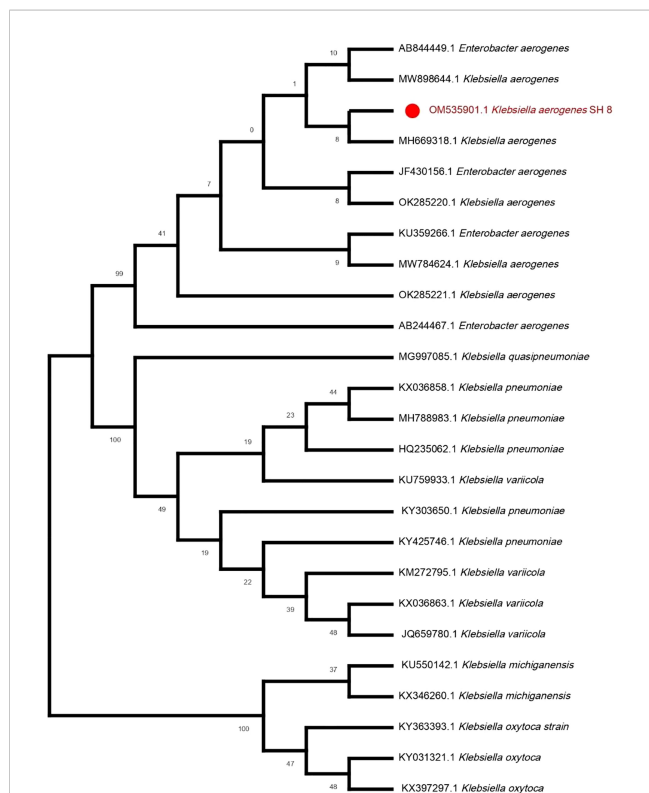 AB844449.1 Enterobacter aerogenes
10
MW898644.1 Klebsiella aerogenes
1
OM535901.1 Klebsiella aerogenes SH 8
0
8
MH669318.1 Klebsiella aerogenes
JF430156.1 Enterobacter aerogenes
7
8
OK285220.1 Klebsiella aerogenes
41
KU359266.1 Enterobacter aerogenes
9
MW784624.1 Klebsiella aerogenes
99
OK285221.1 Klebsiella aerogenes
AB244467.1 Enterobacter aerogenes
MG997085.1 Klebsiella quasipneumoniae
KX036858.1 Klebsiella pneumoniae
44
23
MH788983.1 Klebsiella pneumoniae
100
19
HQ235062.1 Klebsiella pneumoniae
KU759933.1 Klebsiella variicola
49
KY303650.1 Klebsiella pneumoniae
19
KY425746.1 Klebsiella pneumoniae
22
KM272795.1 Klebsiella variicola
39
KX036863.1 Klebsiella variicola
48
JQ659780.1 Klebsiella variicola
37
KU550142.1 Klebsiella michiganensis
KX346260.1 Klebsiella michiganensis
100
KY363393.1 Klebsiella oxytoca strain
47
KY031321.1 Klebsiella oxytoca
48
KX397297.1 Klebsiella oxytoca